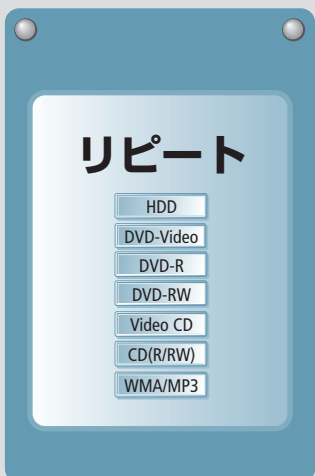 リピート
HDD
DVD-Video
DVD-R
DVD-RW
Video CD
CD(R/RW)
WMA/MP3